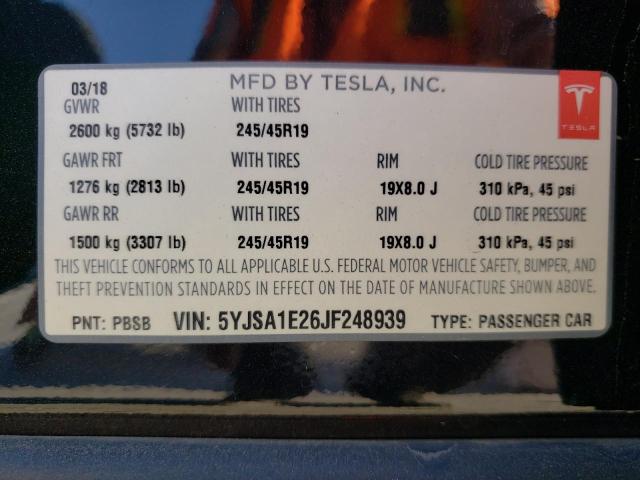 03/18 MFD BY TESLA, INC.
GVWR WITH TIRES
2600 kg (5732 lb) 245/45R19
TESLA
GAWR FRT WITH TIRES RIM COLD TIRE PRESSURE
1276 kg (2813 lb) 245/45R19 19X8.0 J 310 kPa, 45 psi
GAWR RR WITH TIRES RIM COLD TIRE PRESSURE
1500 kg (3307 lb) 245/45R19 19X8.0 J 310 kPa, 45 psi
THIS VEHICLE CONFORMS TO ALL APPLICABLE U.S. FEDERAL MOTOR VEHICLE SAFETY, BUMPER, AND
THEFT PREVENTION STANDARDS IN EFFECT ON THE DATE OF MANUFACTURE SHOWN ABOVE.
PNT: PBSB VIN: 5YJSA1E26JF248939 TYPE: PASSENGER CAR